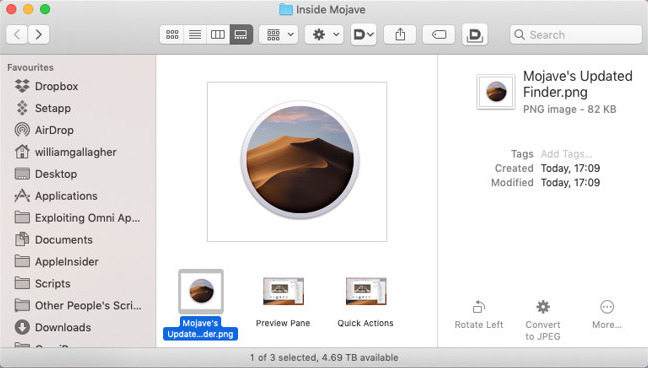 Inside Mojave
Search
Favourites
Dropbox
Setapp
AirDrop
williamgallagher
Desktop
Applications
Exploiting Omni Ap...
Documents
AppleInsider
Scripts
Other People's Scri...
Downloads
Mojave's
Update...der.png
Preview Pane
Quick Actions
Mojave's Updated
Finder.png
PNG image - 82 KB
Tags Add Tags...
Created Today, 17:09
Modified Today, 17:09
Rotate Left
Convert
to JPEG
More...
1 of 3 selected, 4.69 TB available